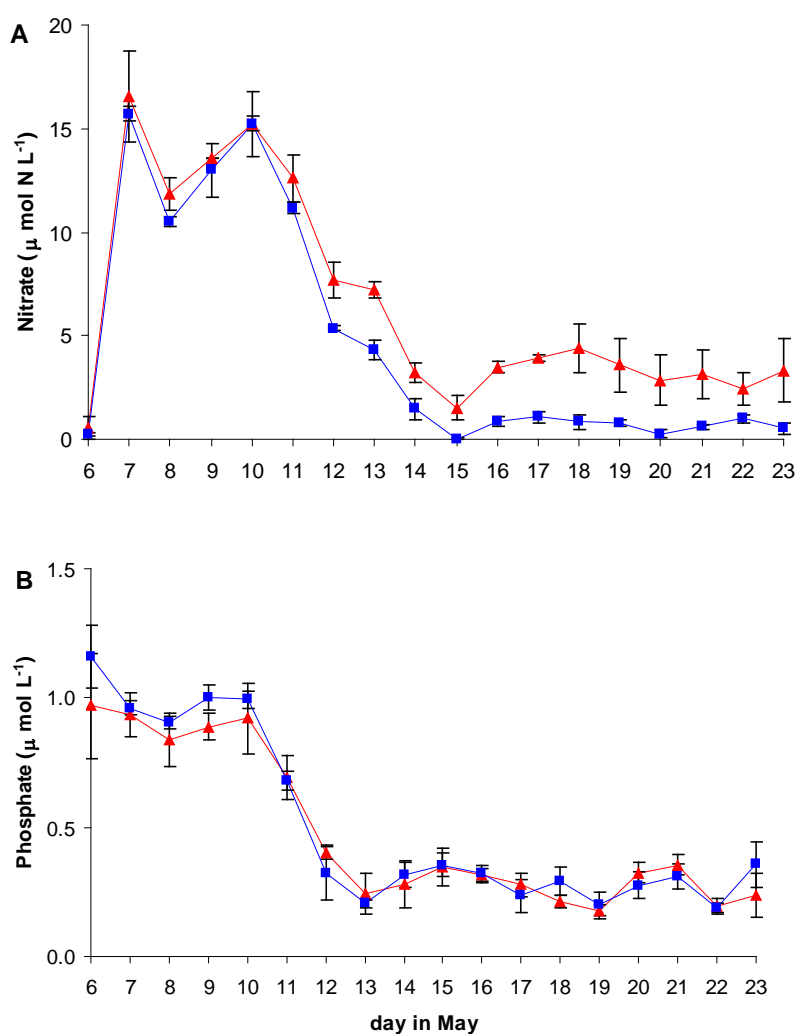 A
Nitrate (μ mol N L-1)
20
15
10
5
0
6 7 8 9 10 11 12 13 14 15 16 17 18 19 20 21 22 23
B
Phosphate (μ mol L-1)
1.5
1.0
0.5
0.0
6 7 8 9 10 11 12 13 14 15 16 17 18 19 20 21 22 23
day in May